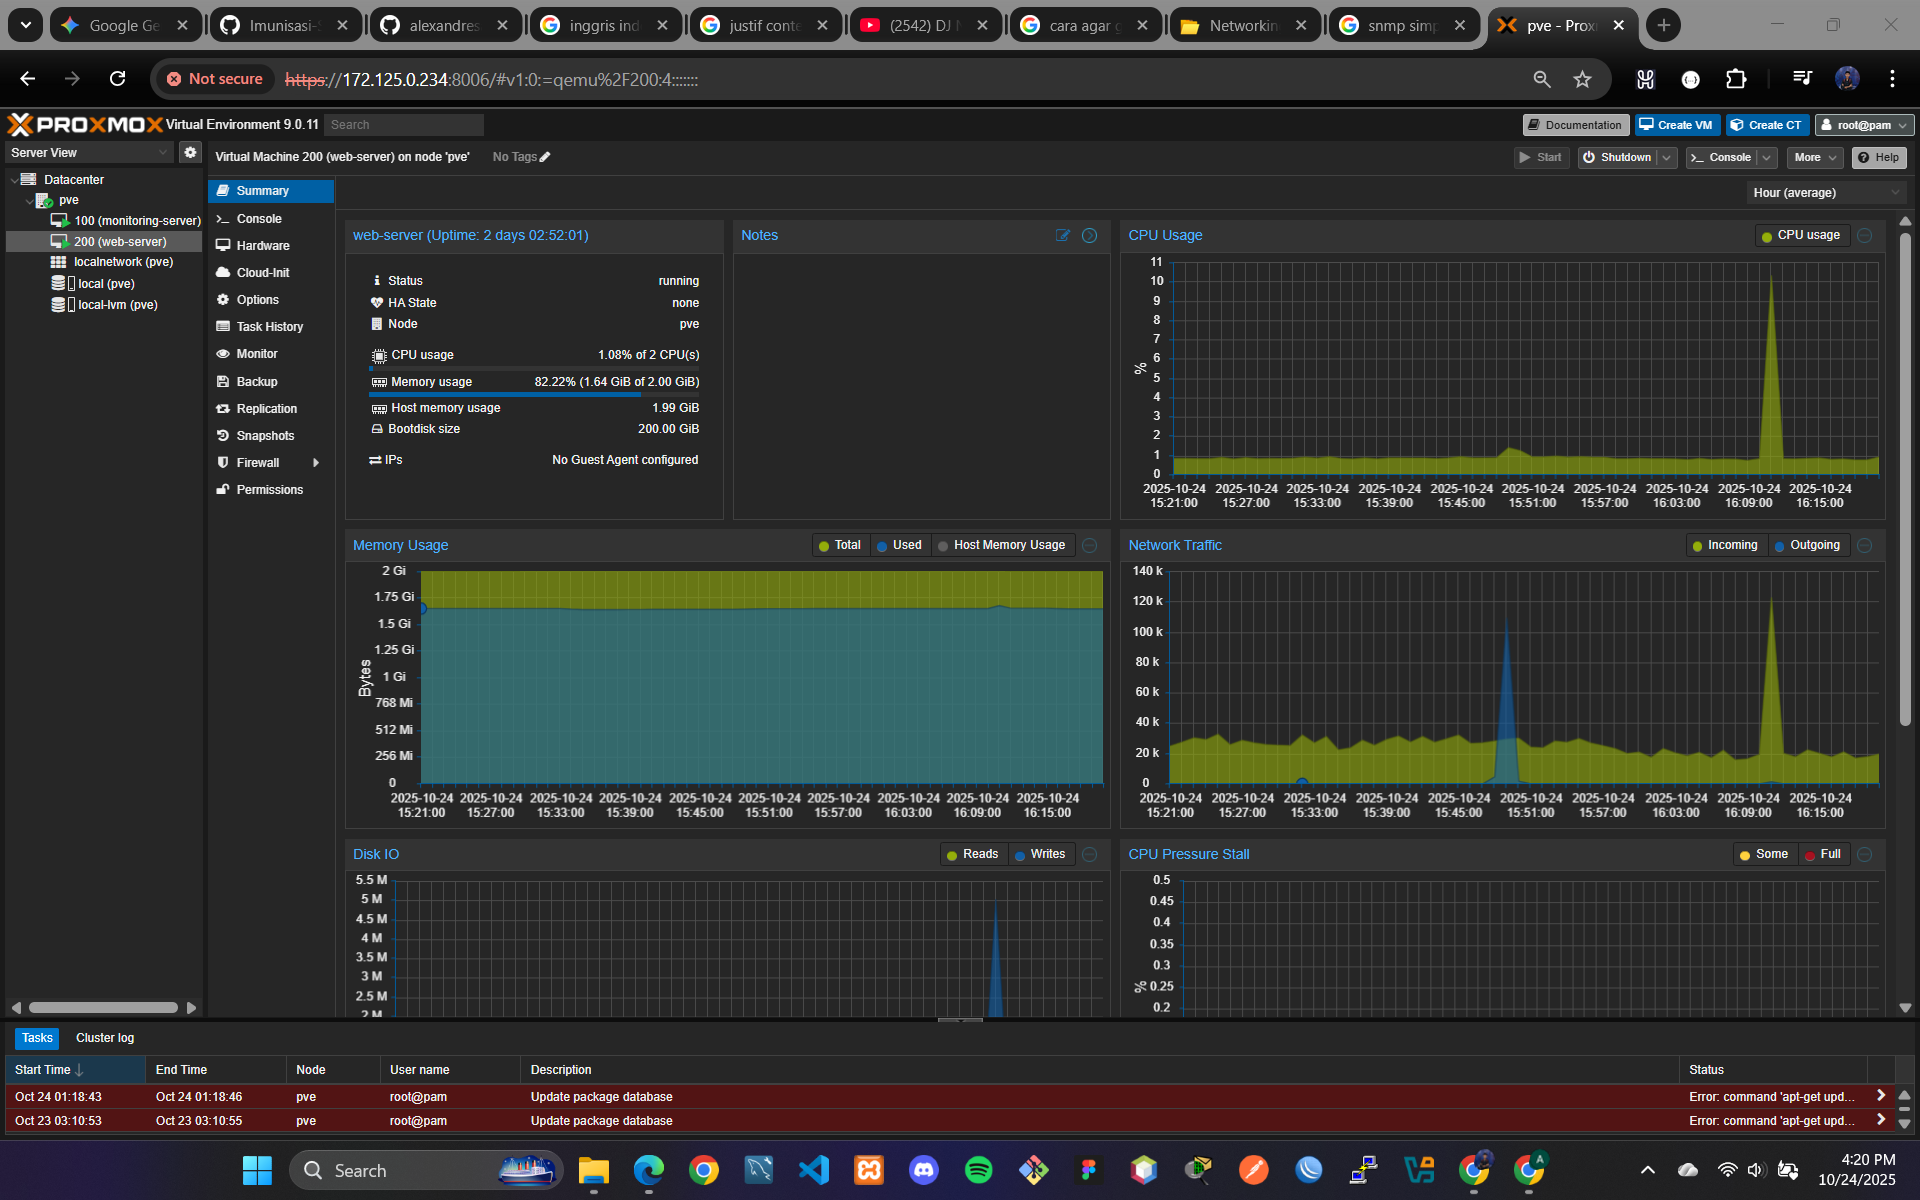 Google Ge
Imunisasi-
alexandres
inggris ind
justif conte
(2542) DJ
cara agar
Networkin
snmp simp
pve - Prox
Not secure
https://172.125.0.234:8006/#v1:0:=qemu%2F200:4:::::::
PROXMOX Virtual Environment 9.0.11
Search
Documentation
Create VM
Create CT
root@pam
Server View
Virtual Machine 200 (web-server) on node 'pve'
No Tags
Start
Shutdown
Console
More
Help
Datacenter
pve
100 (monitoring-server)
200 (web-server)
localnetwork (pve)
local (pve)
local-lvm (pve)
Summary
Console
Hardware
Cloud-Init
Options
Task History
Monitor
Backup
Replication
Snapshots
Firewall
Permissions
Hour (average)
web-server (Uptime: 2 days 02:52:01)
Status running
HA State none
Node pve
CPU usage 1.08% of 2 CPU(s)
Memory usage 82.22% (1.64 GiB of 2.00 GiB)
Host memory usage 1.99 GiB
Bootdisk size 200.00 GiB
IPs No Guest Agent configured
Notes
CPU Usage
CPU usage
11
10
9
8
7
6
5
4
3
2
1
0
%
2025-10-24 2025-10-24 2025-10-24 2025-10-24 2025-10-24 2025-10-24 2025-10-24 2025-10-24 2025-10-24 2025-10-24
15:21:00 15:27:00 15:33:00 15:39:00 15:45:00 15:51:00 15:57:00 16:03:00 16:09:00 16:15:00
Memory Usage
Total Used Host Memory Usage
2 Gi
1.75 Gi
1.5 Gi
1.25 Gi
1 Gi
768 Mi
512 Mi
256 Mi
0
Bytes
2025-10-24 2025-10-24 2025-10-24 2025-10-24 2025-10-24 2025-10-24 2025-10-24 2025-10-24 2025-10-24 2025-10-24
15:21:00 15:27:00 15:33:00 15:39:00 15:45:00 15:51:00 15:57:00 16:03:00 16:09:00 16:15:00
Network Traffic
Incoming Outgoing
140 k
120 k
100 k
80 k
60 k
40 k
20 k
0
2025-10-24 2025-10-24 2025-10-24 2025-10-24 2025-10-24 2025-10-24 2025-10-24 2025-10-24 2025-10-24 2025-10-24
15:21:00 15:27:00 15:33:00 15:39:00 15:45:00 15:51:00 15:57:00 16:03:00 16:09:00 16:15:00
Disk IO
Reads Writes
5.5 M
5 M
4.5 M
4 M
3.5 M
3 M
2.5 M
2 M
CPU Pressure Stall
Some Full
0.5
0.45
0.4
0.35
0.3
0.25
0.2
%
Tasks
Cluster log
Start Time End Time Node User name Description Status
Oct 24 01:18:43 Oct 24 01:18:46 pve root@pam Update package database Error: command 'apt-get upd...
Oct 23 03:10:53 Oct 23 03:10:55 pve root@pam Update package database Error: command 'apt-get upd...
Search
4:20 PM
10/24/2025